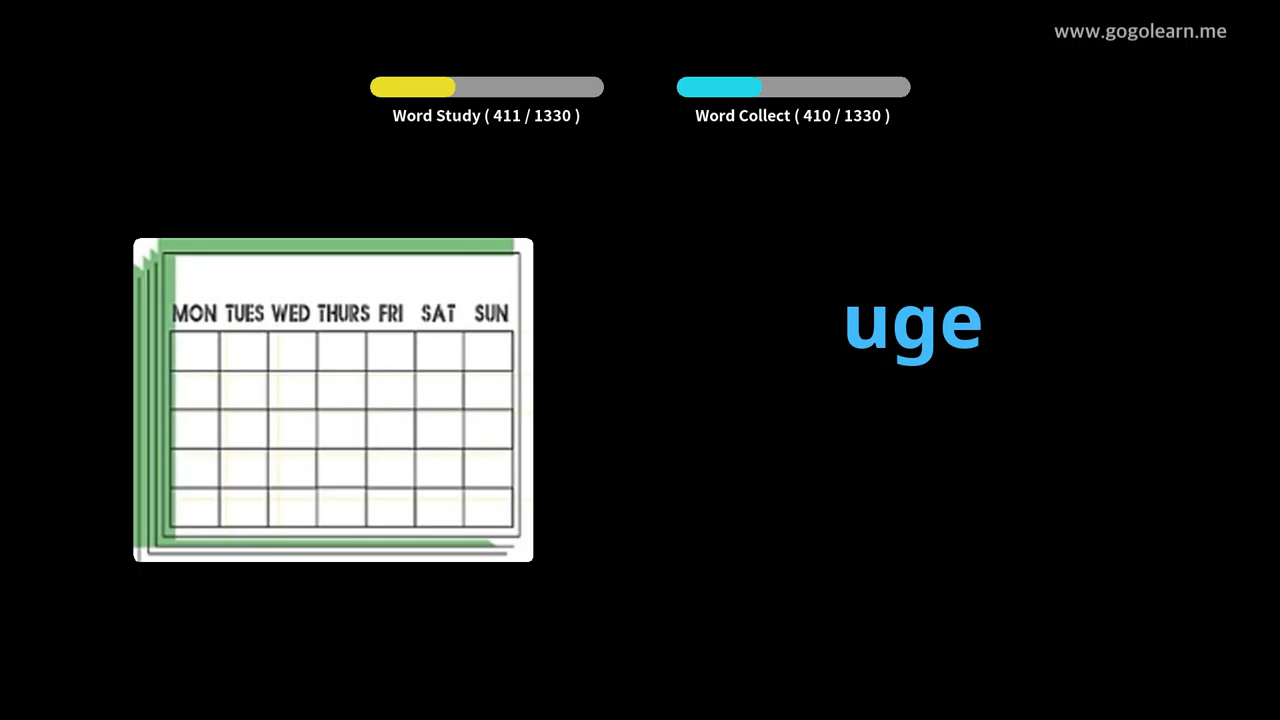 www.gogolearn.me
Word Study ( 411 / 1330 )
Word Collect ( 410 / 1330 )
MON TUES WED THURS FRI SAT SUN
uge